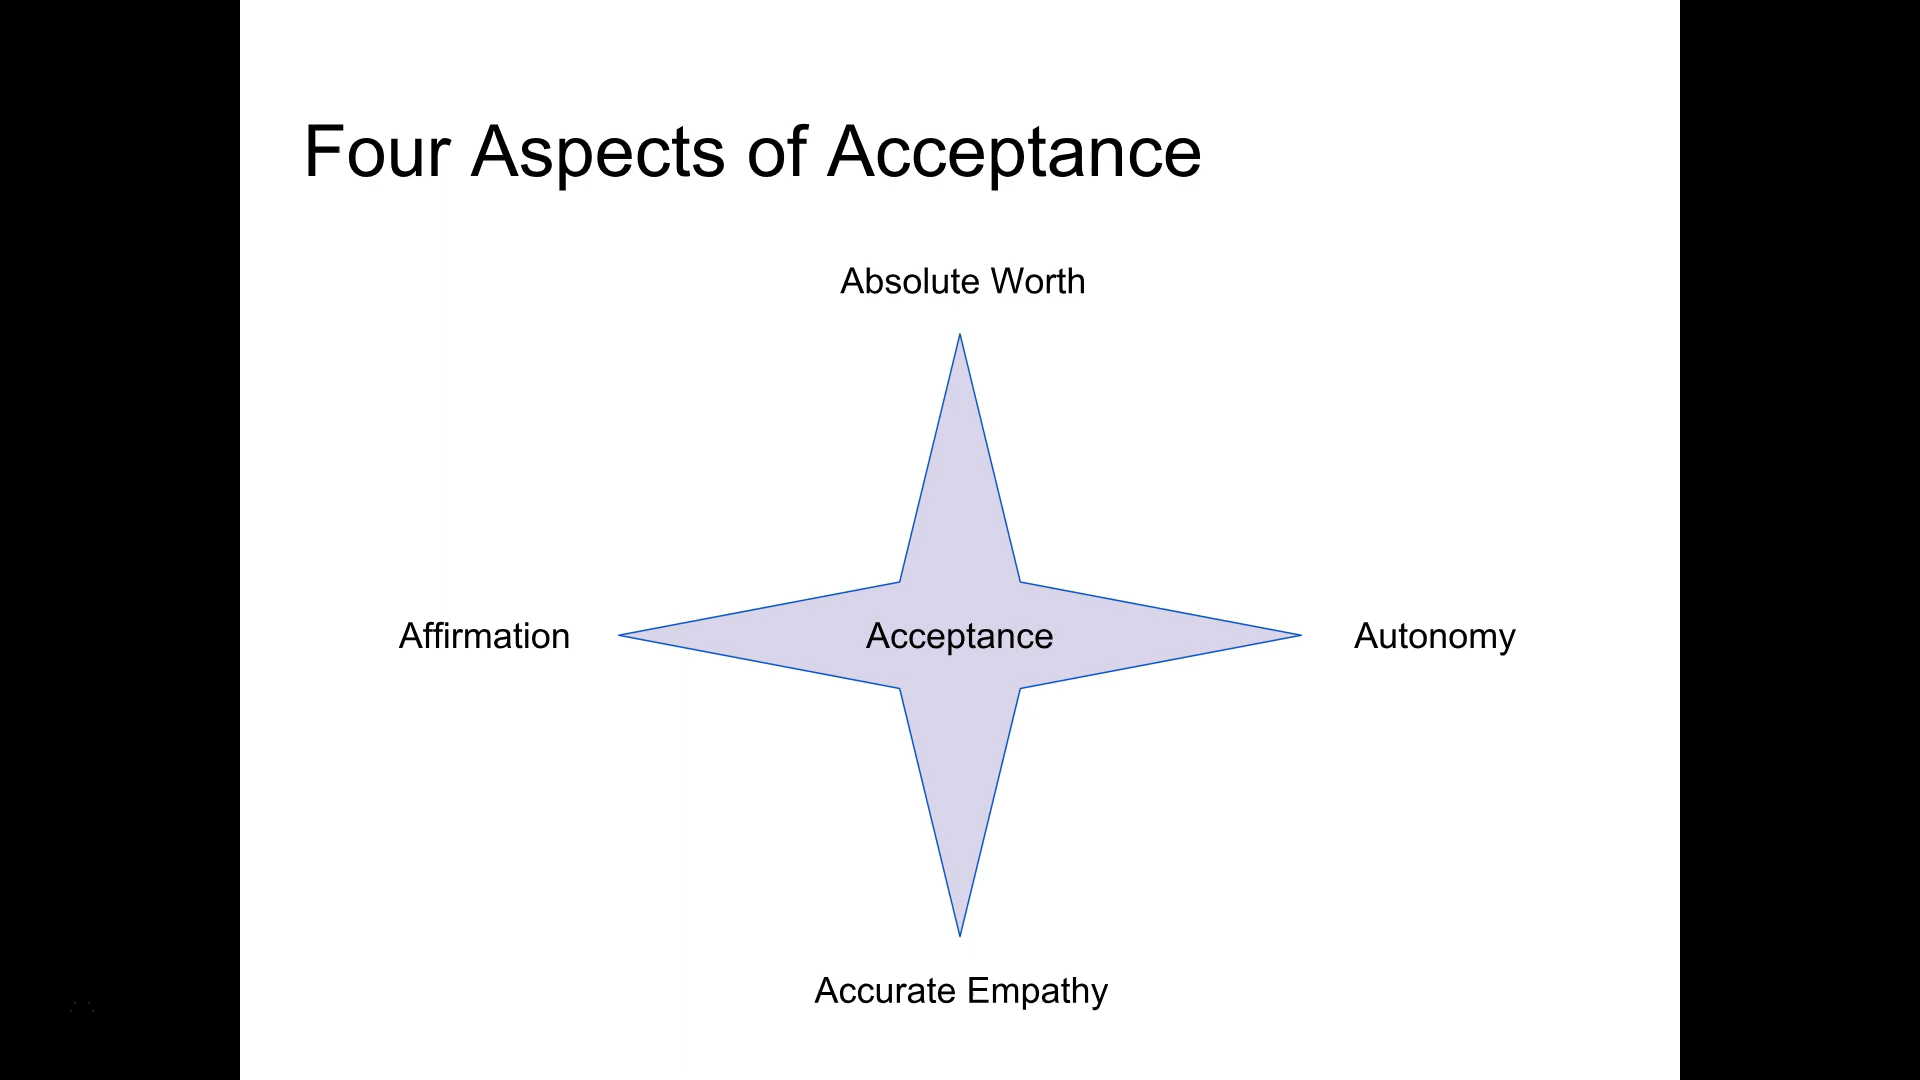 Four Aspects of Acceptance
Absolute Worth
Affirmation
Acceptance
Autonomy
Accurate Empathy